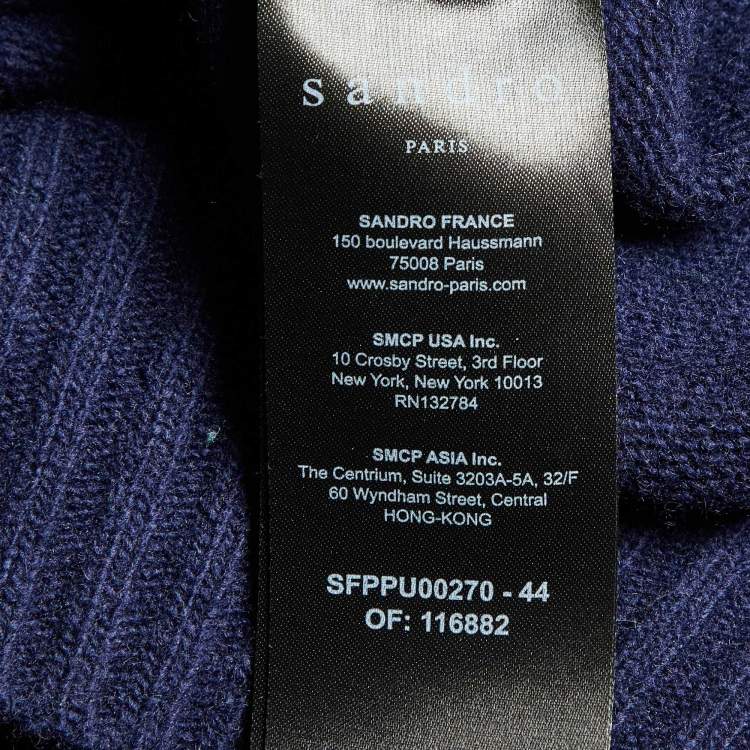 sandro
PARIS
SANDRO FRANCE
150 boulevard Haussmann
75008 Paris
www.sandro-paris.com
SMCP USA Inc.
10 Crosby Street, 3rd Floor
New York, New York 10013
RN132784
SMCP ASIA Inc.
The Centrium, Suite 3203A-5A, 32/F
60 Wyndham Street, Central
HONG-KONG
SFPPU00270 - 44
OF: 116882